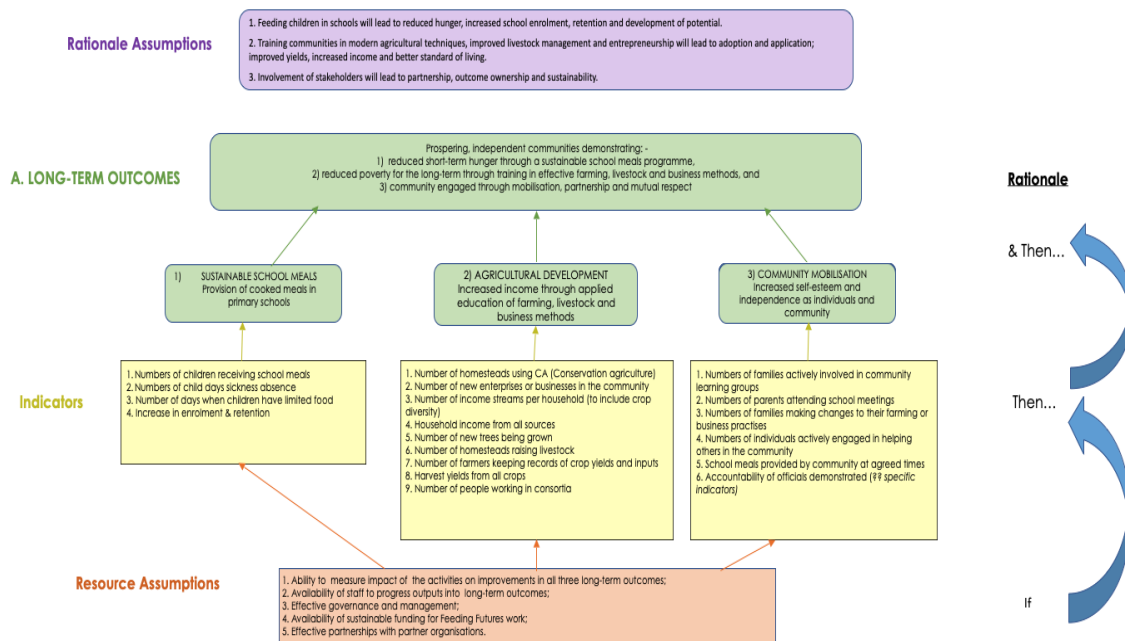 Rationale Assumptions
1. Feeding children in schools will lead to reduced hunger, increased school enrolment, retention and development of potential.
2. Training communities in modern agricultural techniques, improved livestock management and entrepreneurship will lead to adoption and application;
improved yields, increased income and better standard of living.
3. Involvement of stakeholders will lead to partnership, outcome ownership and sustainability.
A. LONG-TERM OUTCOMES
Prospering, independent communities demonstrating: -
1) reduced short-term hunger through a sustainable school meals programme,
2) reduced poverty for the long-term through training in effective farming, livestock and business methods, and
3) community engaged through mobilisation, partnership and mutual respect
Rationale
& Then...
1) SUSTAINABLE SCHOOL MEALS
Provision of cooked meals in
primary schools
2) AGRICULTURAL DEVELOPMENT
Increased income through applied
education of farming, livestock and
business methods
3) COMMUNITY MOBILISATION
Increased self-esteem and
independence as individuals and
community
Indicators
1. Numbers of children receiving school meals
2. Numbers of child days sickness absence
3. Number of days when children have limited food
4. Increase in enrolment & retention
1. Number of homesteads using CA (Conservation agriculture)
2. Number of new enterprises or businesses in the community
3. Number of income streams per household (to include crop
diversity)
4. Household income from all sources
5. Number of new trees being grown
6. Number of homesteads raising livestock
7. Number of farmers keeping records of crop yields and inputs
8. Harvest yields from all crops
9. Number of people working in consortia
1. Numbers of families actively involved in community
learning groups
2. Numbers of parents attending school meetings
3. Numbers of families making changes to their farming or
business practises
4. Numbers of individuals actively engaged in helping
others in the community
5. School meals provided by community at agreed times
6. Accountability of officials demonstrated (?? specific
indicators)
Then...
Resource Assumptions
1. Ability to measure impact of the activities on improvements in all three long-term outcomes;
2. Availability of staff to progress outputs into long-term outcomes;
3. Effective governance and management;
4. Availability of sustainable funding for Feeding Futures work;
5. Effective partnerships with partner organisations.
If